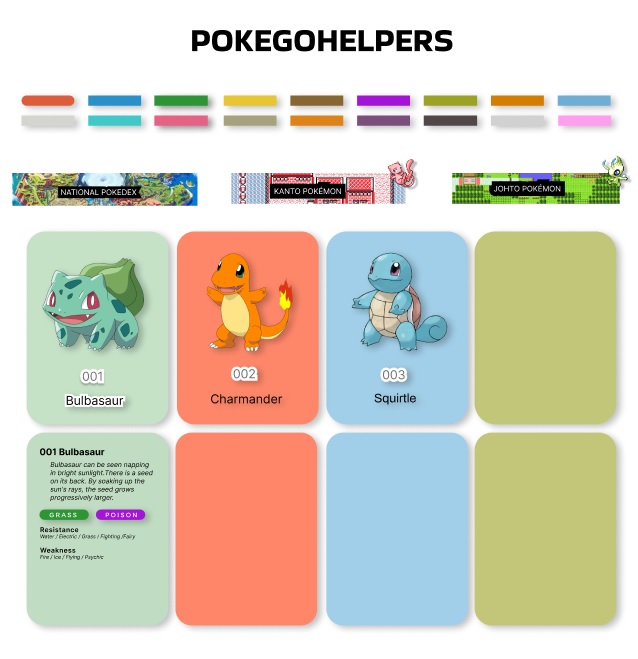 POKEGOHELPERS
NATIONAL POKEDEX
KANTO POKÉMON
JOHTO POKÉMON
001
Bulbasaur
002
Charmander
003
Squirtle
001 Bulbasaur
Bulbasaur can be seen napping
in bright sunlight.There is a seed
on its back. By soaking up the
sun's rays, the seed grows
progressively larger.
GRASS
POISON
Resistance
Water / Electric / Grass / Fighting /Fairy
Weakness
Fire / Ice / Flying / Psychic